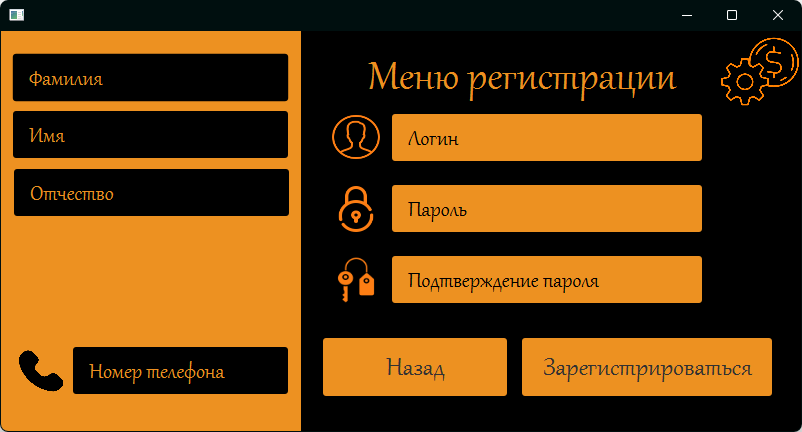 Фамилия
Имя
Отчество
Номер телефона
Меню регистрации
Логин
Пароль
Подтверждение пароля
Назад
Зарегистрироваться